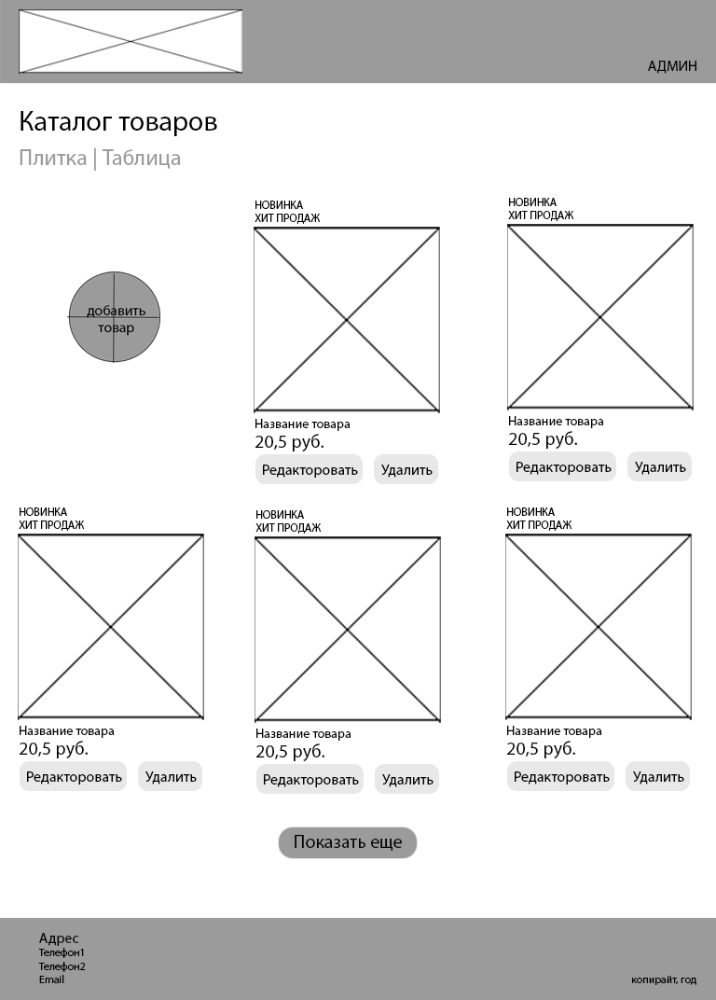 АДМИН
Каталог товаров
Плитка | Таблица
добавить
товар
НОВИНКА
ХИТ ПРОДАЖ
Название товара
20,5 руб.
Редакторовать Удалить
НОВИНКА
ХИТ ПРОДАЖ
Название товара
20,5 руб.
Редакторовать Удалить
НОВИНКА
ХИТ ПРОДАЖ
Название товара
20,5 руб.
Редакторовать Удалить
НОВИНКА
ХИТ ПРОДАЖ
Название товара
20,5 руб.
Редакторовать Удалить
НОВИНКА
ХИТ ПРОДАЖ
Название товара
20,5 руб.
Редакторовать Удалить
Показать еще
Адрес
Телефон1
Телефон2
Email
копирайт, год